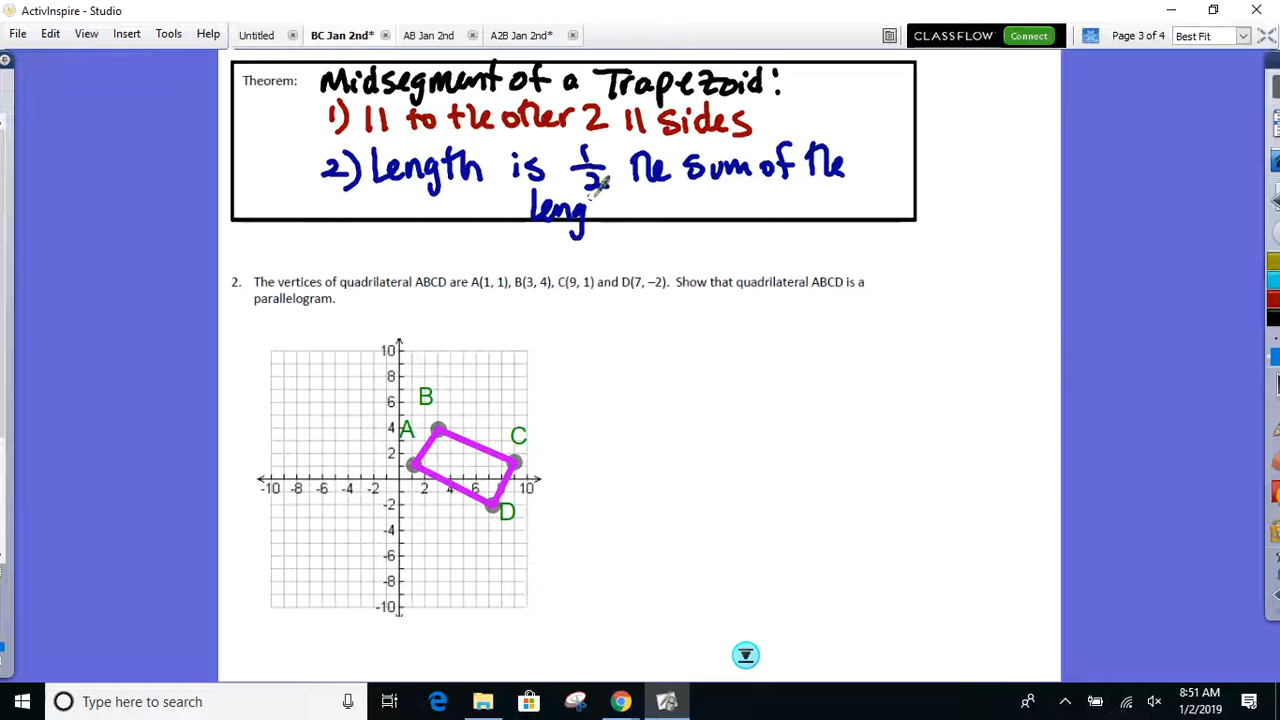 ActivInspire - Studio
File Edit View Insert Tools Help
Untitled BC Jan 2nd* AB Jan 2nd A2B Jan 2nd*
CLASSFLOW Connect Page 3 of 4 Best Fit
Theorem: Midsegment of a Trapezoid:
1) || to the other 2 || sides
2) Length is 1/2 the sum of the
leng
2. The vertices of quadrilateral ABCD are A(1, 1), B(3, 4), C(9, 1) and D(7, –2). Show that quadrilateral ABCD is a
parallelogram.
10
8
B
6
A
4
C
2
-10 -8 -6 -4 -2 2 4 6 8 10
-2
D
-4
-6
-8
-10
Type here to search
8:51 AM
1/2/2019